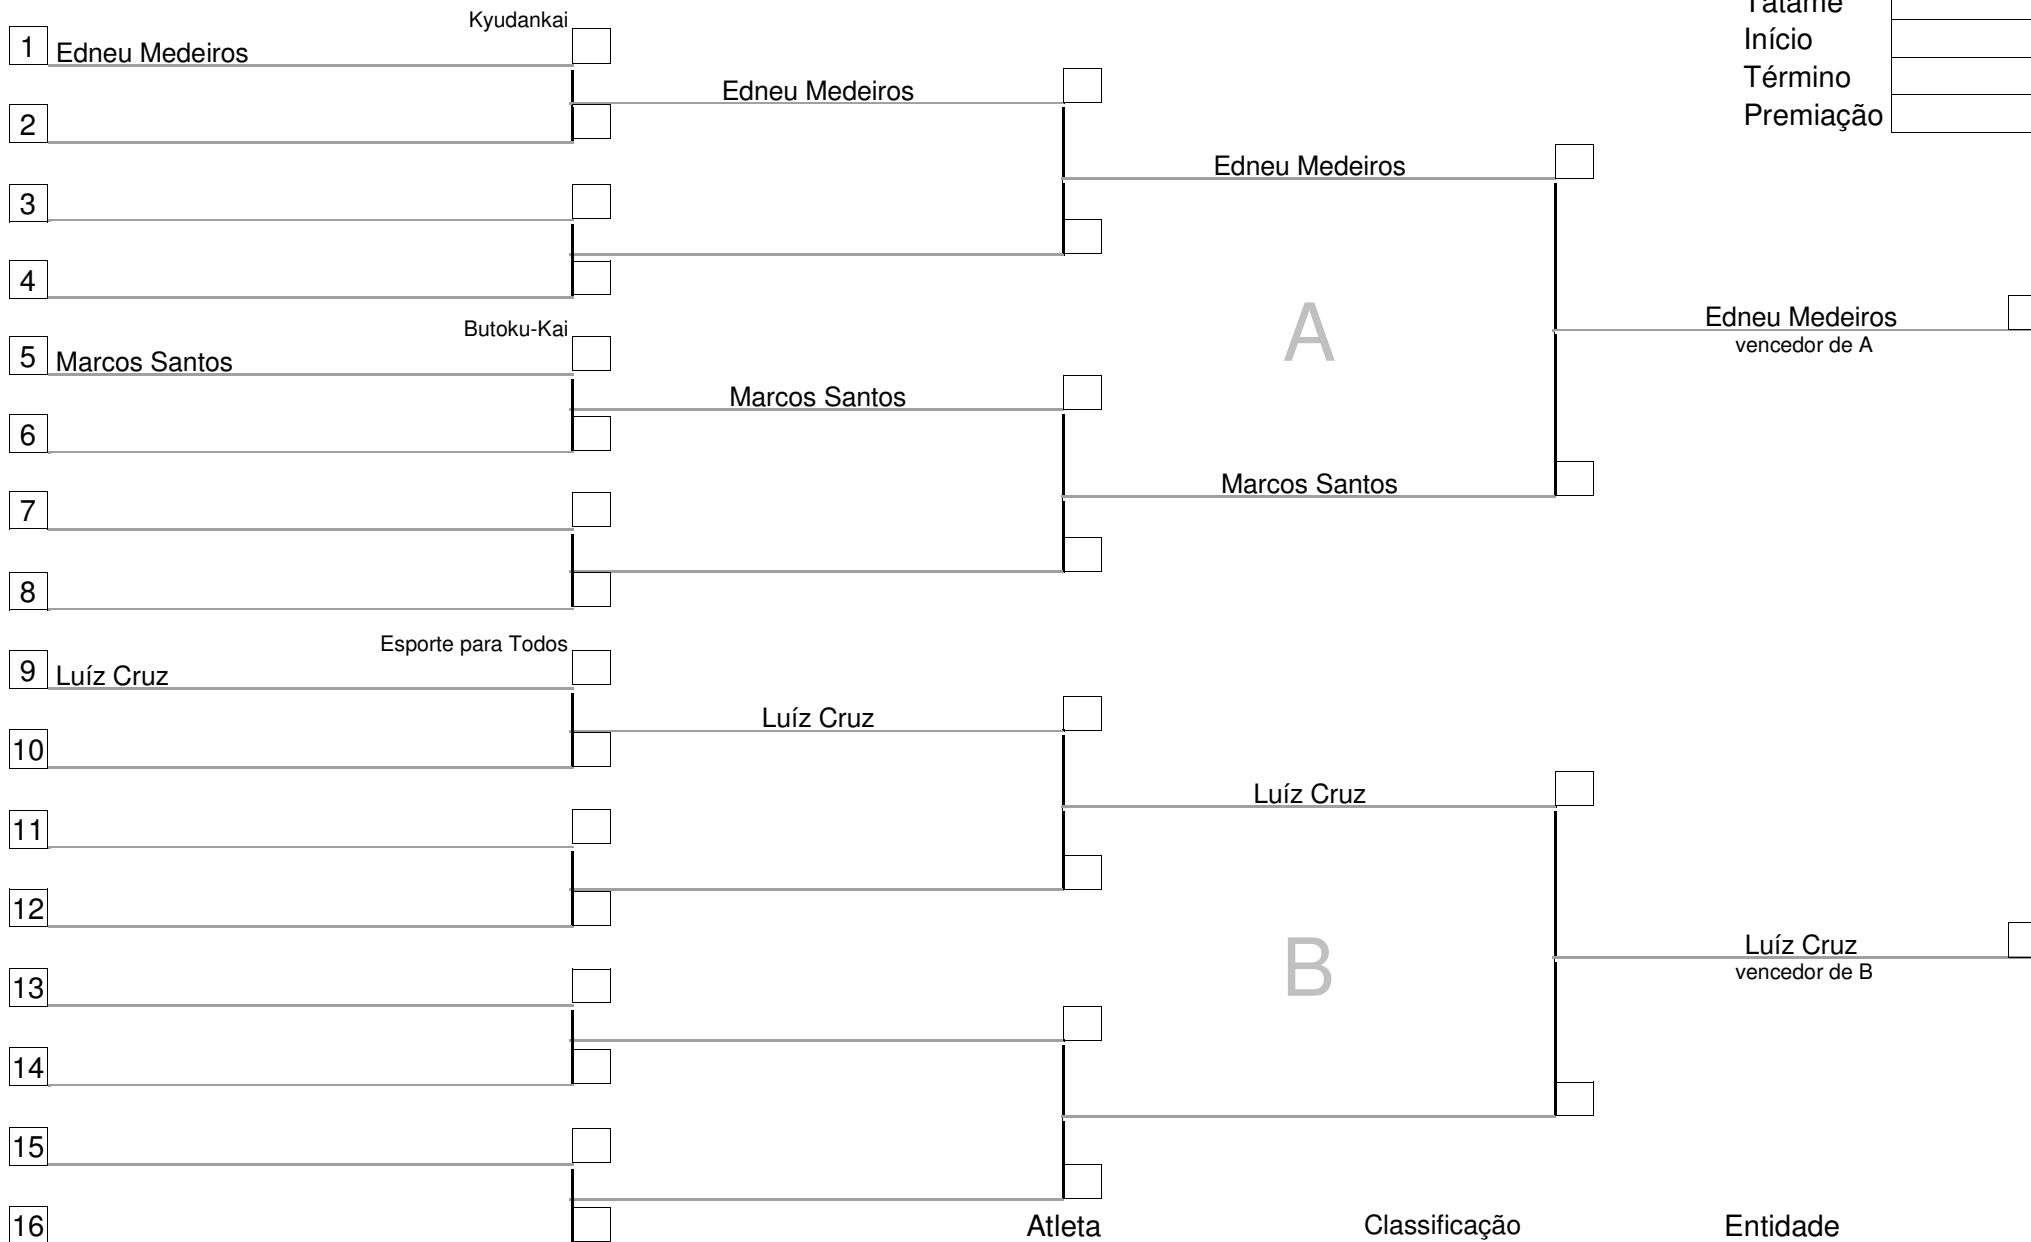 Tatame
Kyudankai
1 Edneu Medeiros
Início
Término
Edneu Medeiros
Premiação
2
Edneu Medeiros
3
4
Edneu Medeiros
vencedor de A
A
Butoku-Kai
5 Marcos Santos
Marcos Santos
6
Marcos Santos
7
8
Esporte para Todos
9 Luíz Cruz
Luíz Cruz
10
Luíz Cruz
11
12
Luíz Cruz
vencedor de B
B
13
14
15
16
Atleta Classificação Entidade